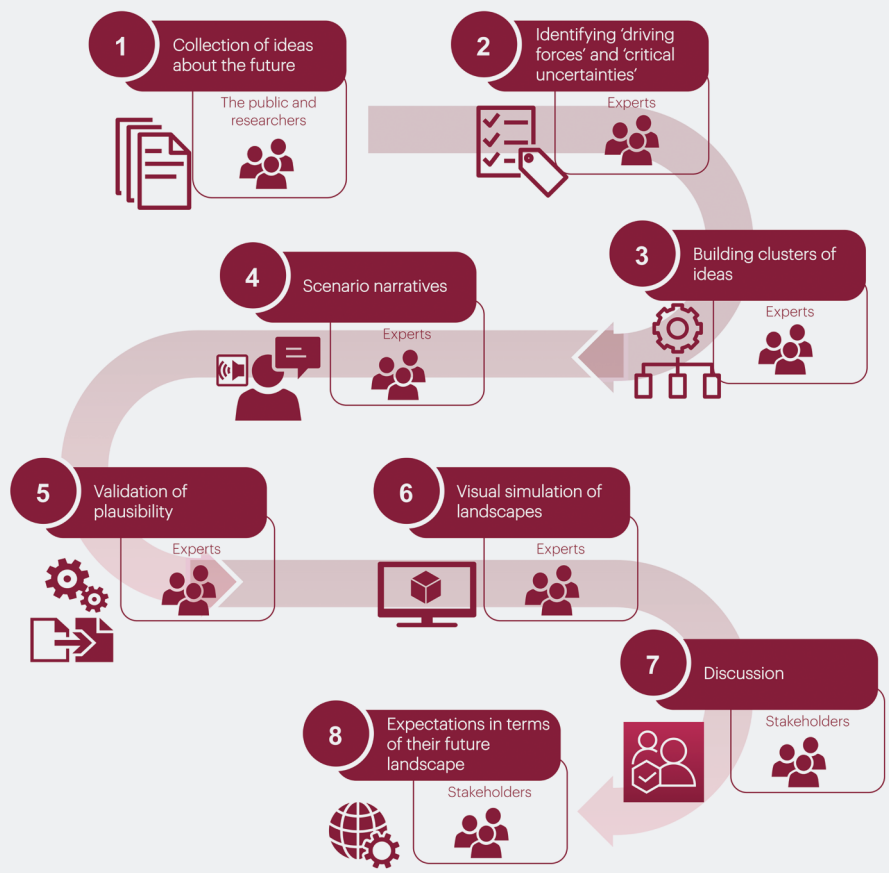 1
Collection of ideas
about the future
The public and
researchers
2
Identifying ‘driving
forces’ and ‘critical
uncertainties’
Experts
3
Building clusters of
ideas
Experts
4
Scenario narratives
Experts
5
Validation of
plausibility
Experts
6
Visual simulation of
landscapes
Experts
7
Discussion
Stakeholders
8
Expectations in terms
of their future
landscape
Stakeholders